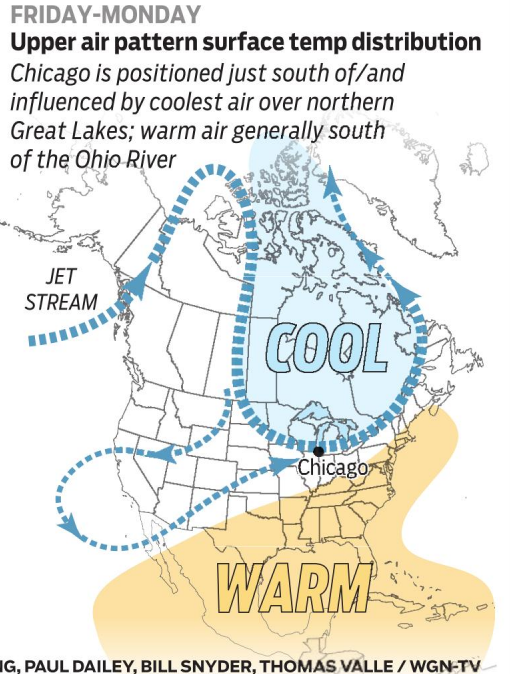 FRIDAY-MONDAY
Upper air pattern surface temp distribution
Chicago is positioned just south of/and
influenced by coolest air over northern
Great Lakes; warm air generally south
of the Ohio River
JET
STREAM
COOL
Chicago
WARM
PAUL DAILEY, BILL SNYDER, THOMAS VALLE / WGN-TV